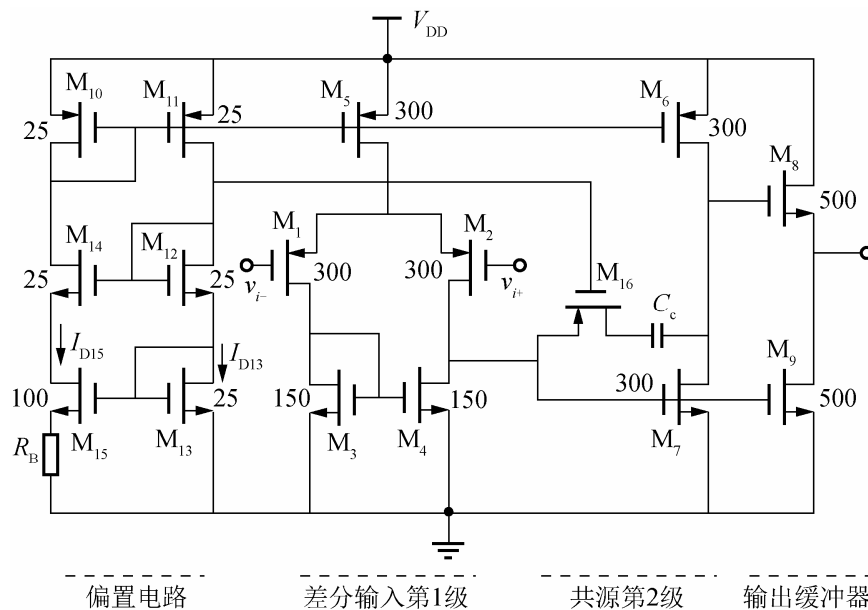 V_DD
M_10
M_11
M_5
M_6
25
25
300
300
M_8
500
M_14
M_12
M_1
M_2
25
25
300
300
v_i−
v_i+
M_16
C_c
I_D15
I_D13
M_9
100
25
150
150
300
500
R_B
M_15
M_13
M_3
M_4
M_7
偏置电路
差分输入第1级
共源第2级
输出缓冲器